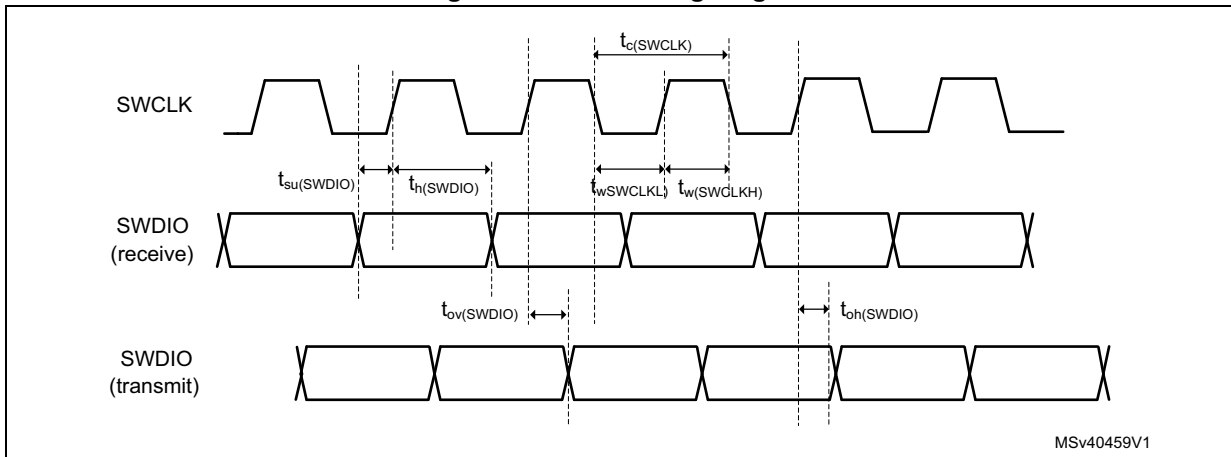 tc(SWCLK)
SWCLK
tsu(SWDIO)
th(SWDIO)
twSWCLKL)
tw(SWCLKH)
SWDIO
(receive)
tov(SWDIO)
toh(SWDIO)
SWDIO
(transmit)
MSv40459V1